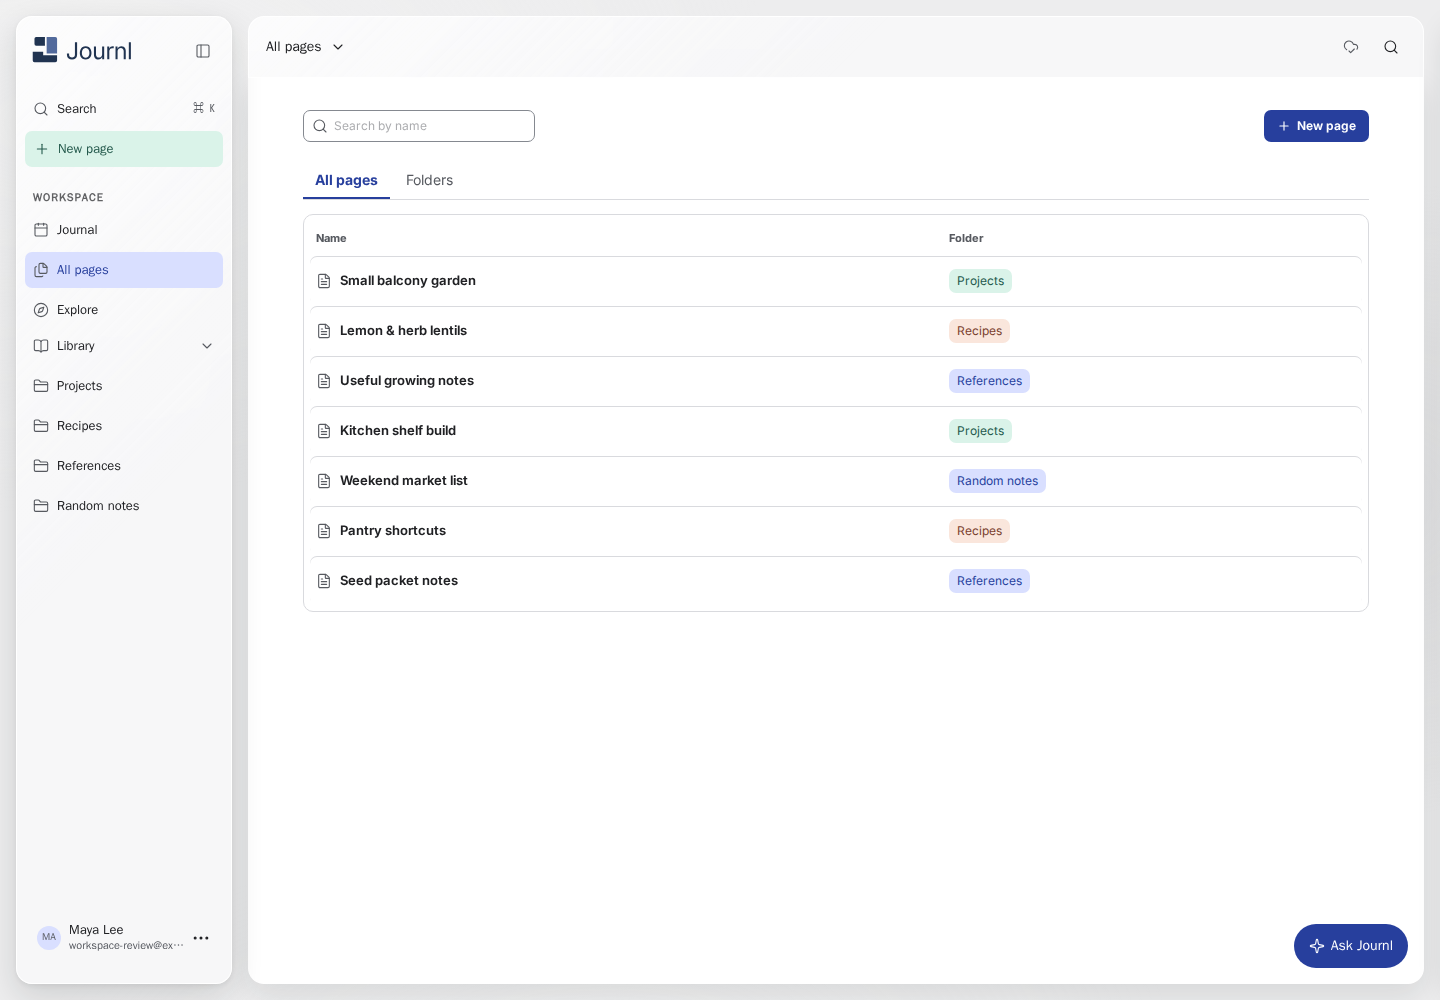 Journl
Search ⌘ K
New page
WORKSPACE
Journal
All pages
Explore
Library
Projects
Recipes
References
Random notes
MA
Maya Lee
workspace-review@ex···
All pages
Search by name
New page
All pages Folders
Name Folder
Small balcony garden Projects
Lemon & herb lentils Recipes
Useful growing notes References
Kitchen shelf build Projects
Weekend market list Random notes
Pantry shortcuts Recipes
Seed packet notes References
Ask Journl